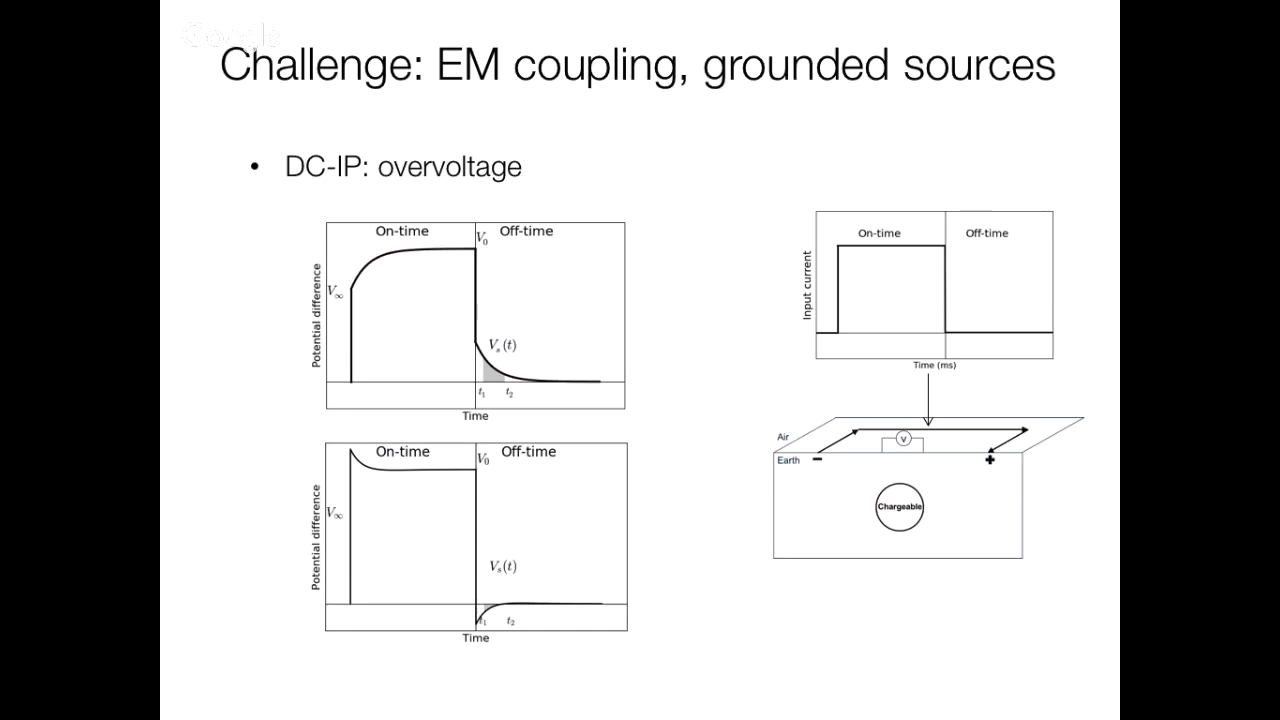 Google
Challenge: EM coupling, grounded sources
• DC-IP: overvoltage
On-time
V₀
Off-time
V∞
Potential difference
Vₛ(t)
t₁
t₂
Time
On-time
V₀
Off-time
V∞
Potential difference
Vₛ(t)
t₁
t₂
Time
On-time
Off-time
Input current
Time (ms)
Air
V
Earth
−
+
Chargeable